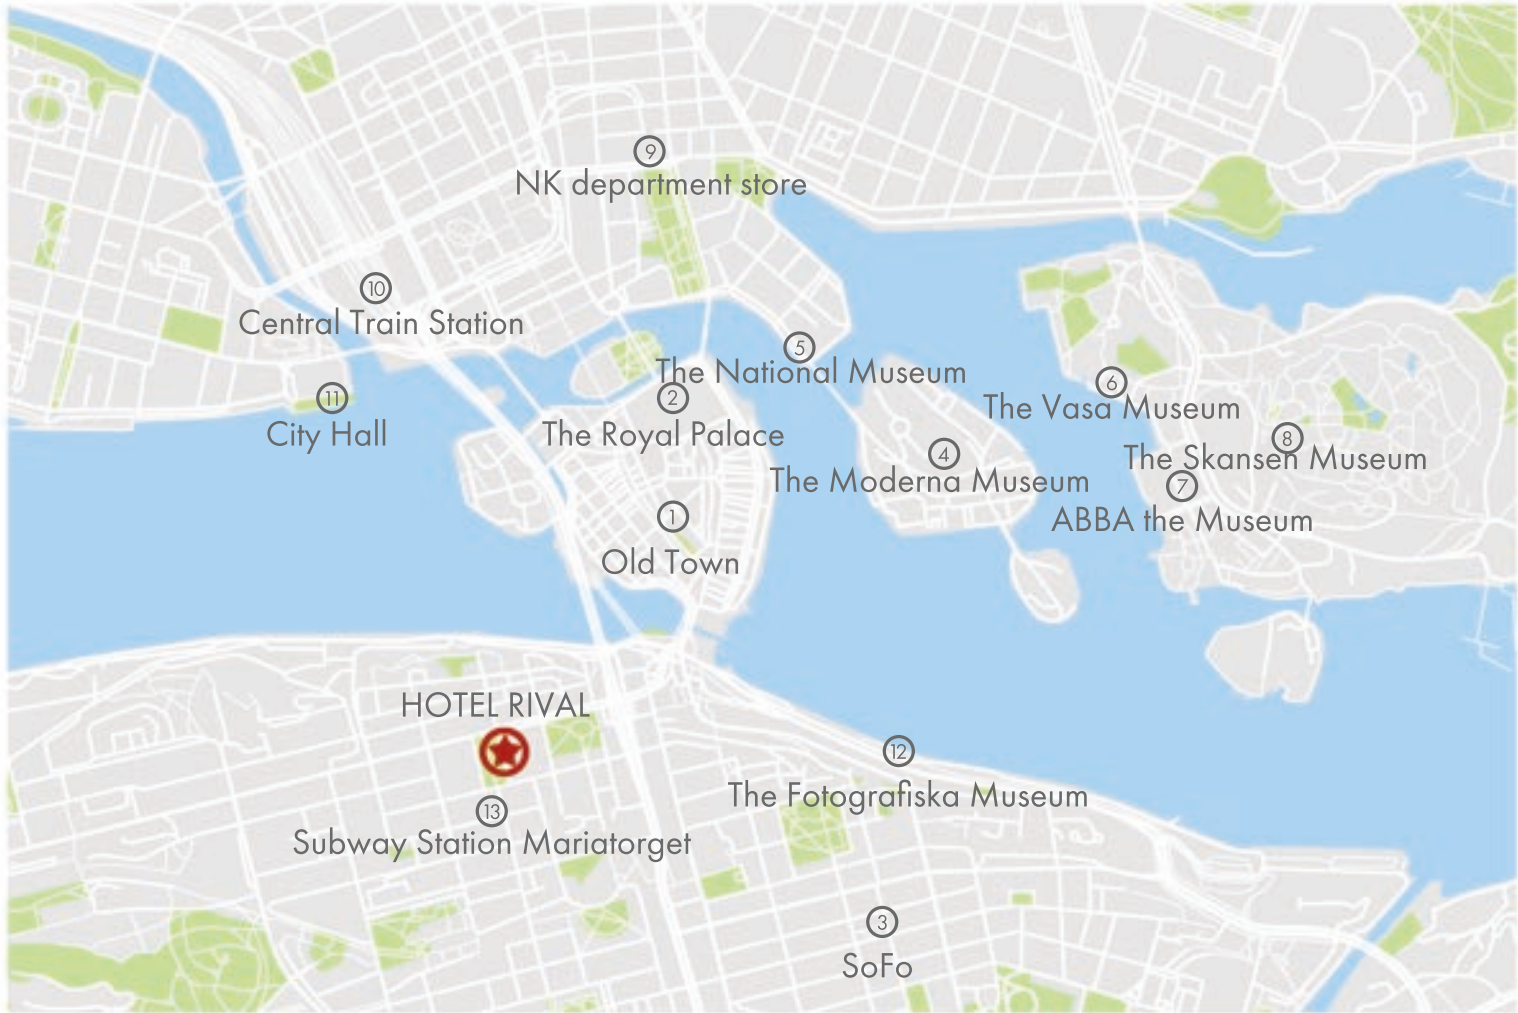 9
NK department store
10
Central Train Station
5
The National Museum
6
The Vasa Museum
11
City Hall
2
The Royal Palace
8
The Skansen Museum
4
The Moderna Museum
7
ABBA the Museum
1
Old Town
HOTEL RIVAL
12
The Fotografiska Museum
13
Subway Station Mariatorget
3
SoFo